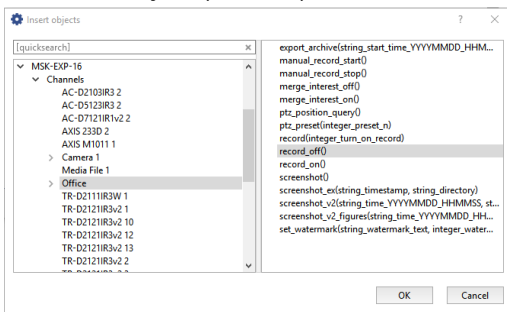 Insert objects
[quicksearch]
MSK-EXP-16
Channels
AC-D2103IR3 2
AC-D5123IR3 2
AC-D7121IR1v2 2
AXIS 233D 2
AXIS M1011 1
Camera 1
Media File 1
Office
TR-D2111IR3W 1
TR-D2121IR3v2 1
TR-D2121IR3v2 10
TR-D2121IR3v2 12
TR-D2121IR3v2 13
TR-D2121IR3v2 2
export_archive(string_start_time_YYYYMMDD_HHM...
manual_record_start()
manual_record_stop()
merge_interest_off()
merge_interest_on()
ptz_position_query()
ptz_preset(integer_preset_n)
record(integer_turn_on_record)
record_off()
record_on()
screenshot()
screenshot_ex(string_timestamp, string_directory)
screenshot_v2(string_time_YYYYMMDD_HHMMSS, st...
screenshot_v2_figures(string_time_YYYYMMDD_HH...
set_watermark(string_watermark_text, integer_water...
OK
Cancel